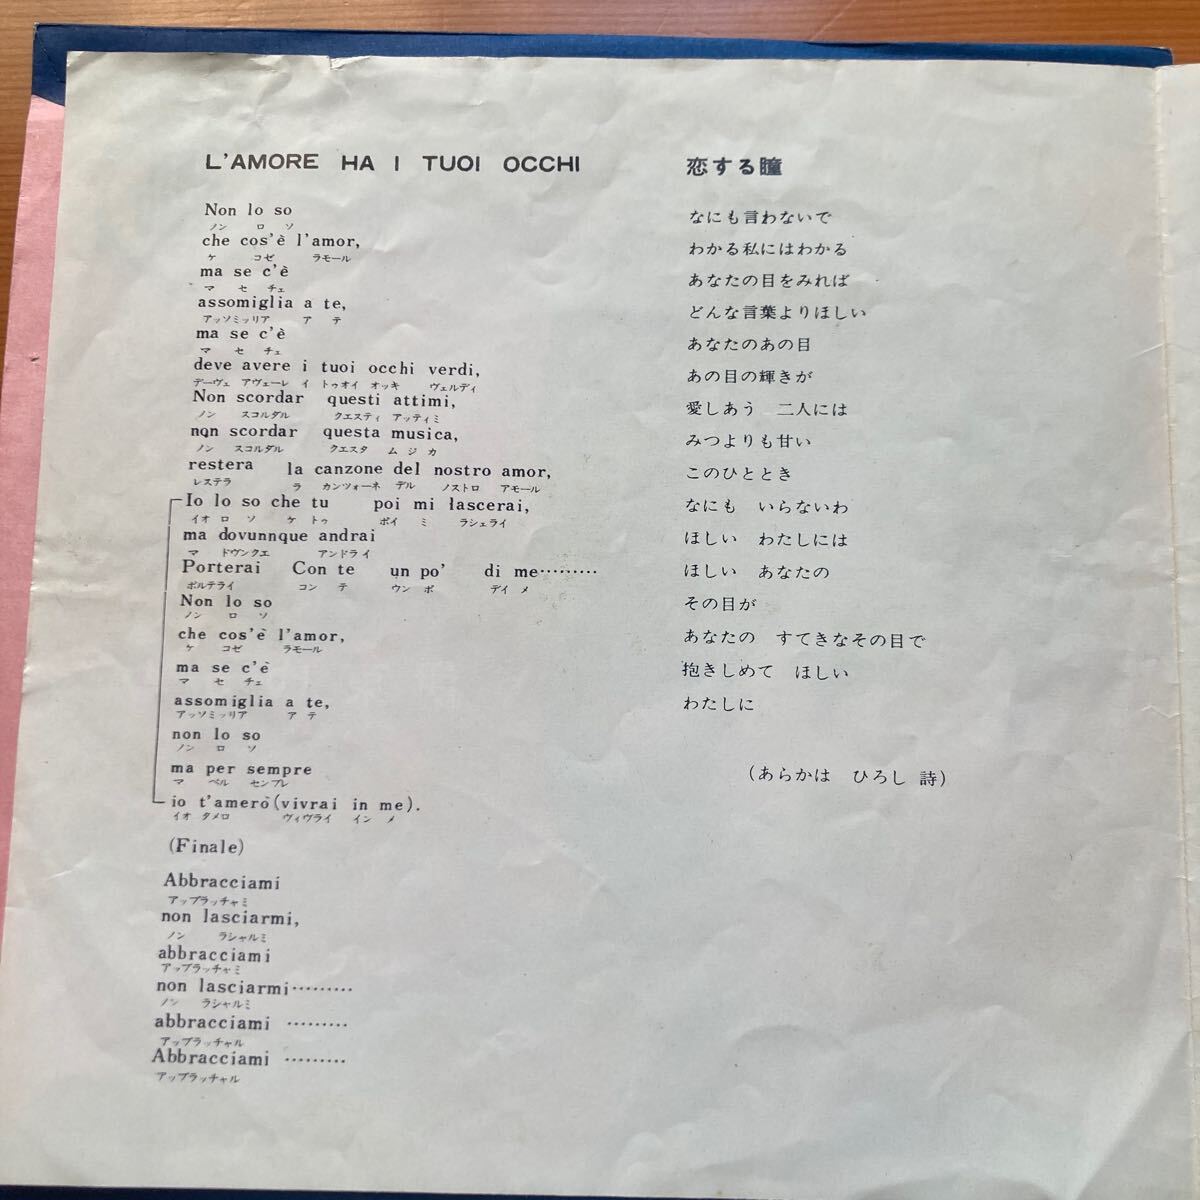 L'AMORE HA I TUOI OCCHI
Non lo so
ノン ロ ソ
che cos'è l'amor,
ケ コゼ ラモール
ma se c'è
マ セ チェ
assomiglia a te,
アッソミッリア ア テ
ma se c'è
マ セ チェ
deve avere i tuoi occhi verdi,
デーヴェ アヴェーレ イ トゥオイ オッキ ヴェルディ
Non scordar questi attimi,
ノン スコルダル クエスティ アッティミ
non scordar questa musica,
ノン スコルダル クエスタ ムジカ
restera la canzone del nostro amor,
レステラ ラ カンツォーネ デル ノストロ アモール
Io lo so che tu poi mi lascerai,
イオ ロ ソ ケ トゥ ポイ ミ ラシェライ
ma dovunnque andrai
マ ドヴンクエ アンドライ
Porterai Con te un po' di me………
ポルテライ コン テ ウン ポ デイ メ
Non lo so
ノン ロ ソ
che cos'è l'amor,
ケ コゼ ラモール
ma se c'è
マ セ チェ
assomiglia a te,
アッソミッリア ア テ
non lo so
ノン ロ ソ
ma per sempre
マ ペル センプレ
io t'amerò (vivrai in me).
イオ タメロ ヴィヴライ イン メ
(Finale)
Abbracciami
アップラッチャミ
non lasciarmi,
ノン ラシャルミ
abbracciami
アップラッチャミ
non lasciarmi………
ノン ラシャルミ
abbracciami ………
アップラッチャル
Abbracciami ………
アップラッチャル
恋する瞳
なにも言わないで
わかる私にはわかる
あなたの目をみれば
どんな言葉よりほしい
あなたのあの目
あの目の輝きが
愛しあう 二人には
みつよりも甘い
このひととき
なにも いらないわ
ほしい わたしには
ほしい あなたの
その目が
あなたの すてきなその目で
抱きしめて ほしい
わたしに
(あらかは ひろし 詩)